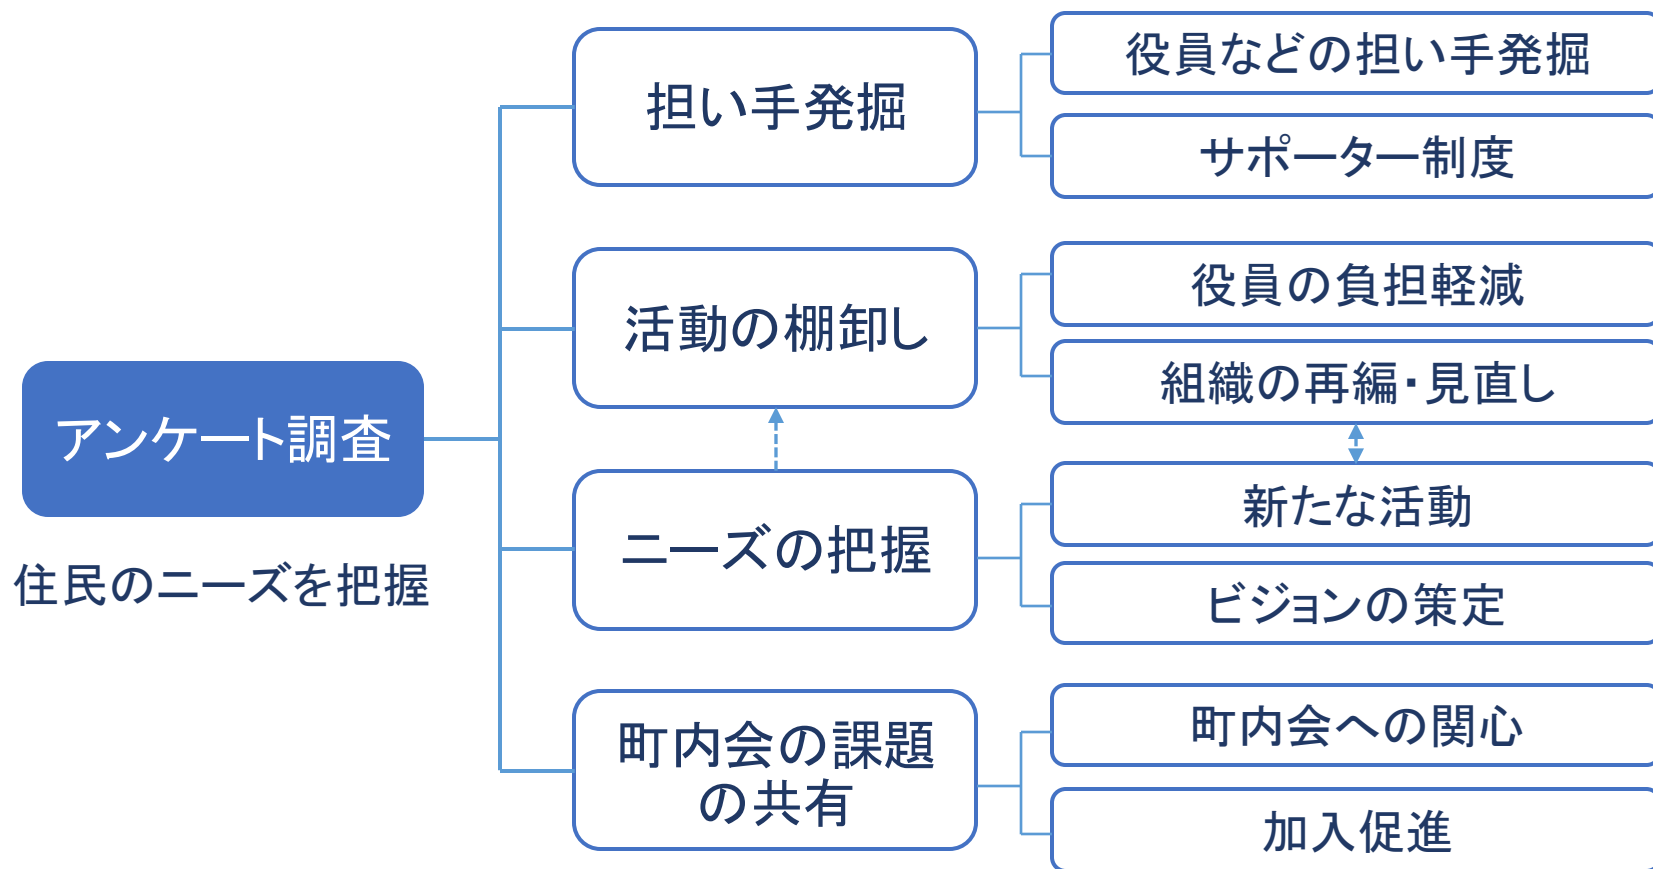 アンケート調査
住民のニーズを把握
担い手発掘
役員などの担い手発掘
サポーター制度
活動の棚卸し
役員の負担軽減
組織の再編・見直し
ニーズの把握
新たな活動
ビジョンの策定
町内会の課題
の共有
町内会への関心
加入促進